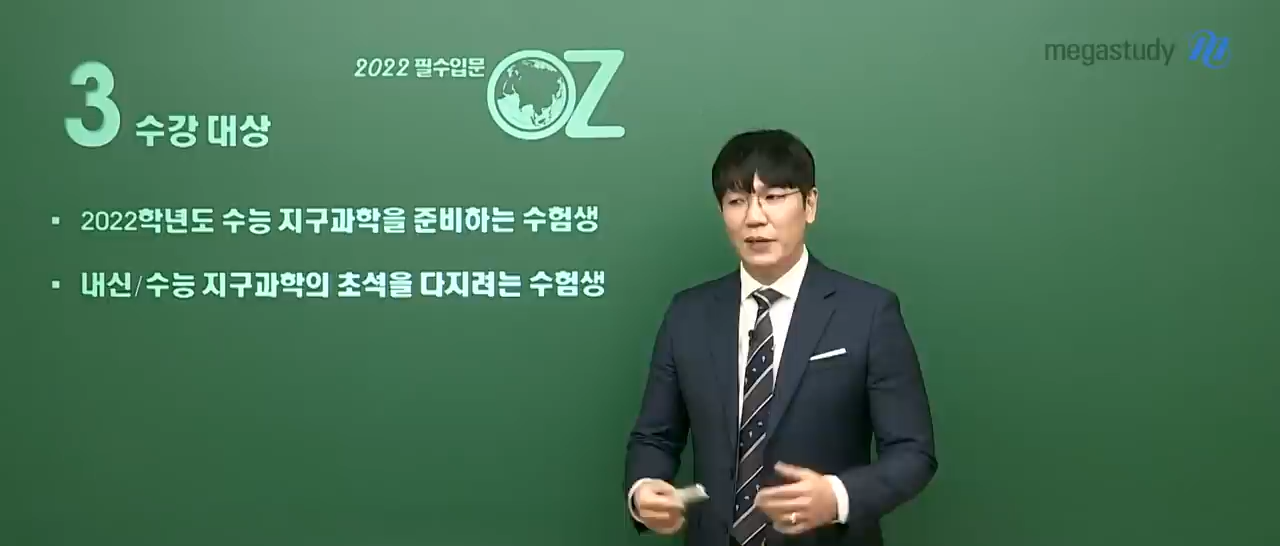 megastudy M
2022 필수입문 OZ
3 수강 대상
▪ 2022학년도 수능 지구과학을 준비하는 수험생
▪ 내신/수능 지구과학의 초석을 다지려는 수험생